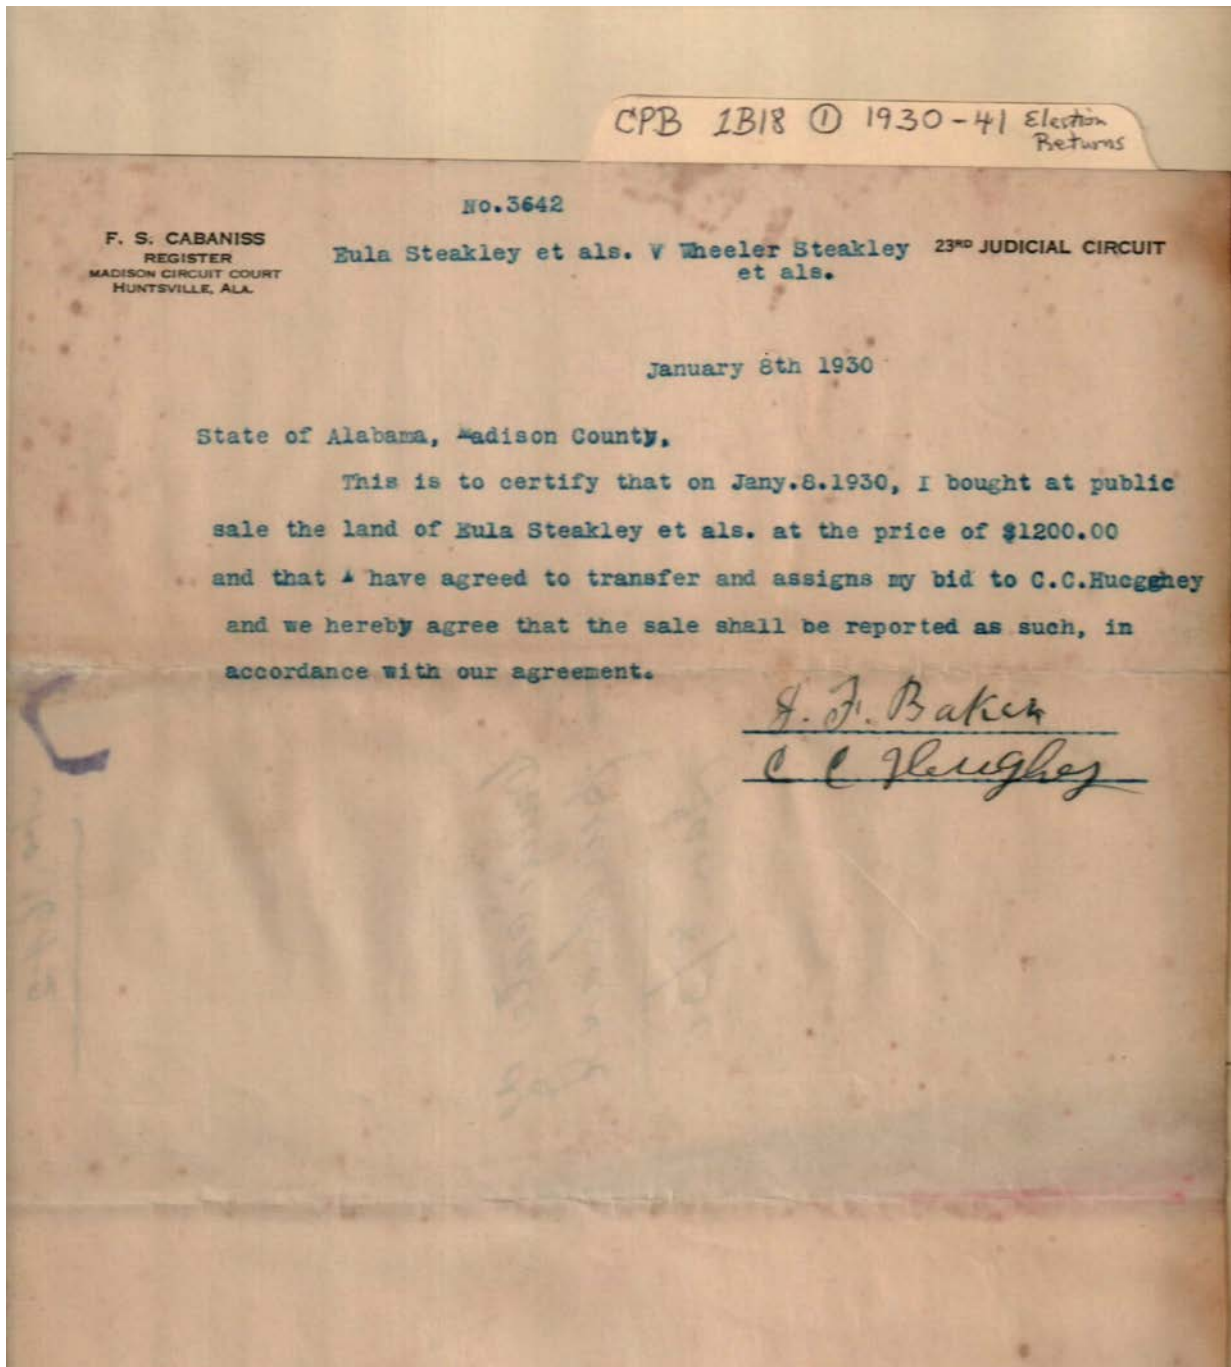 CPB 1B18 ① 1930-41 Election
Returns
No.3642
F. S. CABANISS
REGISTER
MADISON CIRCUIT COURT
HUNTSVILLE, ALA.
Eula Steakley et als. V Wheeler Steakley
et als.
23RD JUDICIAL CIRCUIT
January 8th 1930
State of Alabama, Madison County.
This is to certify that on Jany.8.1930, I bought at public
sale the land of Eula Steakley et als. at the price of $1200.00
and that I have agreed to transfer and assigns my bid to C.C.Hucgghey
and we hereby agree that the sale shall be reported as such, in
accordance with our agreement.
F. Baker
C C Hughey